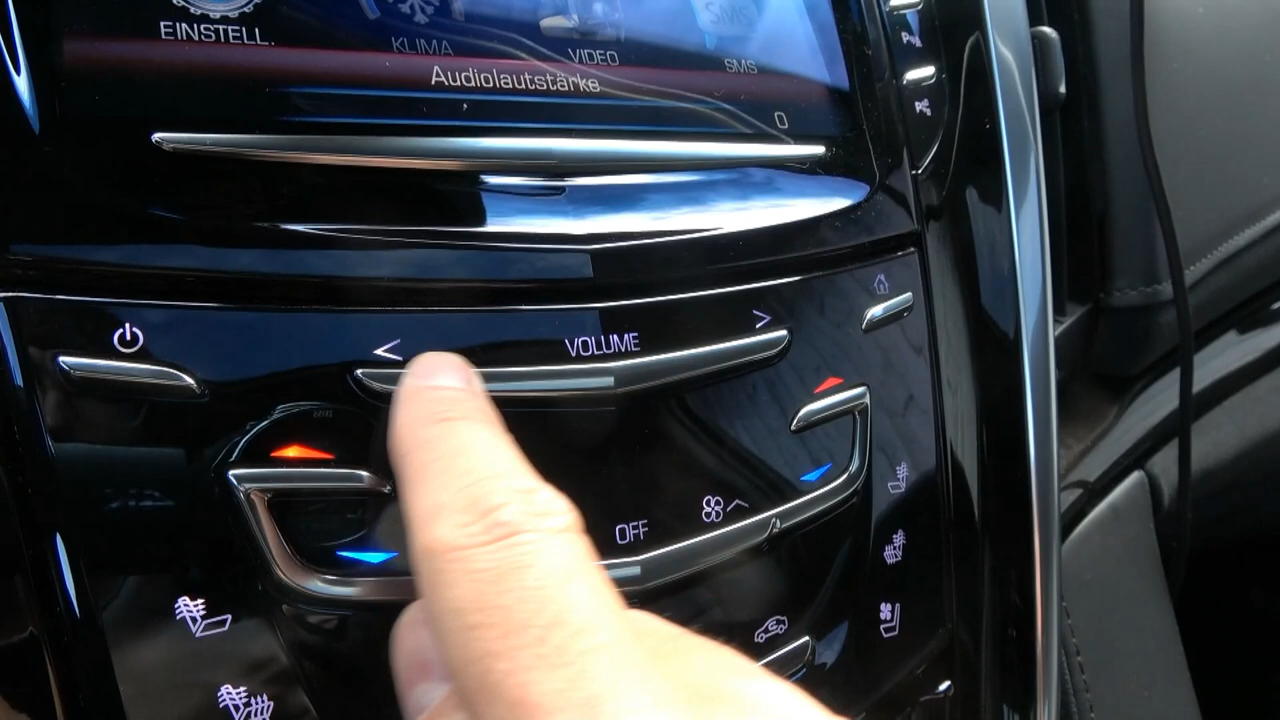 EINSTELL.
KLIMA
VIDEO
SMS
Audiolautstärke
0
< VOLUME >
OFF